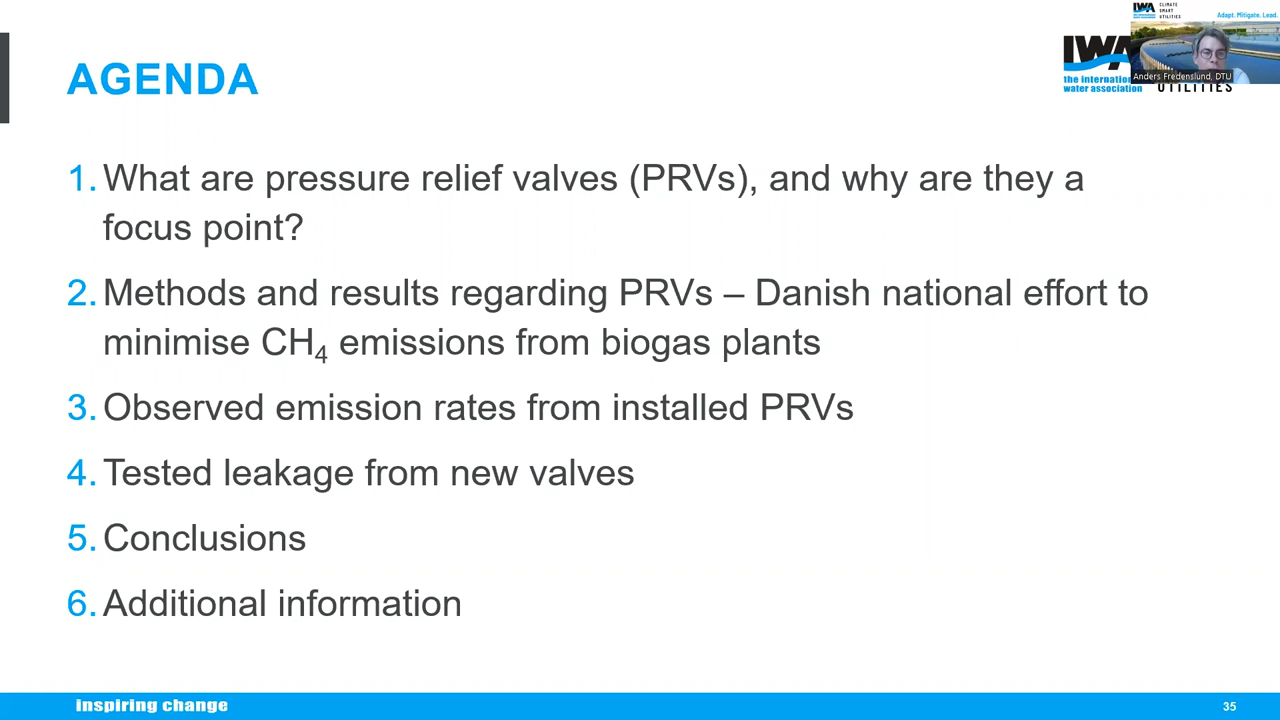 IWA
CLIMATE
SMART
UTILITIES
Adapt. Mitigate. Lead.
AGENDA
IWA
the internatio
water association
UTILITIES
Anders Fredenslund, DTU
1. What are pressure relief valves (PRVs), and why are they a
focus point?
2. Methods and results regarding PRVs – Danish national effort to
minimise CH4 emissions from biogas plants
3. Observed emission rates from installed PRVs
4. Tested leakage from new valves
5. Conclusions
6. Additional information
inspiring change
35